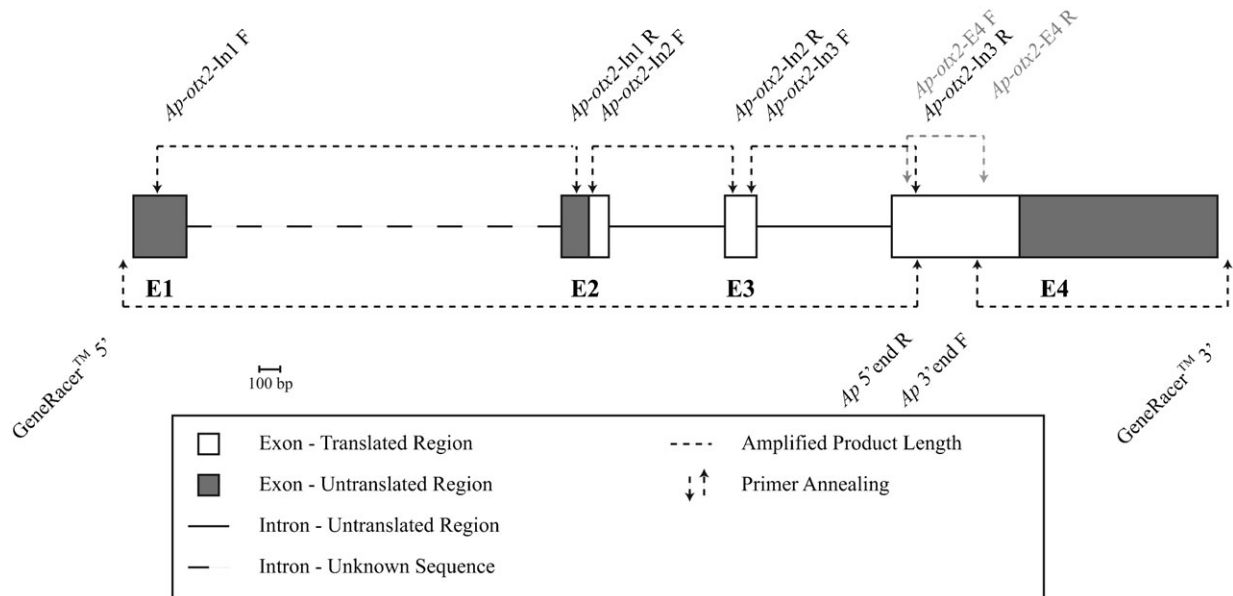 Ap-otx2-In1 F
Ap-otx2-In1 R
Ap-otx2-In2 F
Ap-otx2-In2 R
Ap-otx2-In3 F
Ap-otx2-E4 F
Ap-otx2-In3 R
Ap-otx2-E4 R
E1
E2
E3
E4
GeneRacer™ 5'
100 bp
Ap 5'end R
Ap 3'end F
GeneRacer™ 3'
Exon - Translated Region
Exon - Untranslated Region
Intron - Untranslated Region
Intron - Unknown Sequence
Amplified Product Length
Primer Annealing